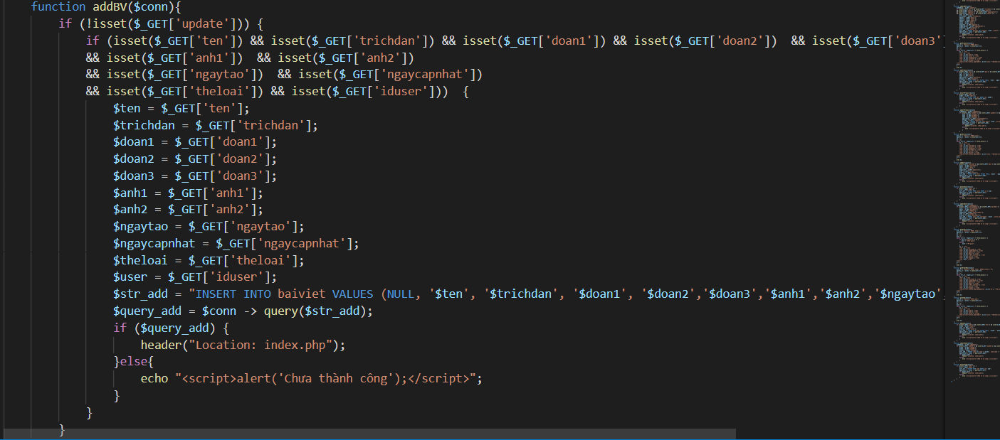 function addBV($conn){
if (!isset($_GET['update'])) {
if (isset($_GET['ten']) && isset($_GET['trichdan']) && isset($_GET['doan1']) && isset($_GET['doan2'])  && isset($_GET['doan3'
&& isset($_GET['anh1'])  && isset($_GET['anh2'])
&& isset($_GET['ngaytao'])  && isset($_GET['ngaycapnhat'])
&& isset($_GET['theloai']) && isset($_GET['iduser']))  {
$ten = $_GET['ten'];
$trichdan = $_GET['trichdan'];
$doan1 = $_GET['doan1'];
$doan2 = $_GET['doan2'];
$doan3 = $_GET['doan3'];
$anh1 = $_GET['anh1'];
$anh2 = $_GET['anh2'];
$ngaytao = $_GET['ngaytao'];
$ngaycapnhat = $_GET['ngaycapnhat'];
$theloai = $_GET['theloai'];
$user = $_GET['iduser'];
$str_add = "INSERT INTO baiviet VALUES (NULL, '$ten', '$trichdan', '$doan1', '$doan2','$doan3','$anh1','$anh2','$ngaytao',
$query_add = $conn -> query($str_add);
if ($query_add) {
header("Location: index.php");
}else{
echo "<script>alert('Chưa thành công');</script>";
}
}
}